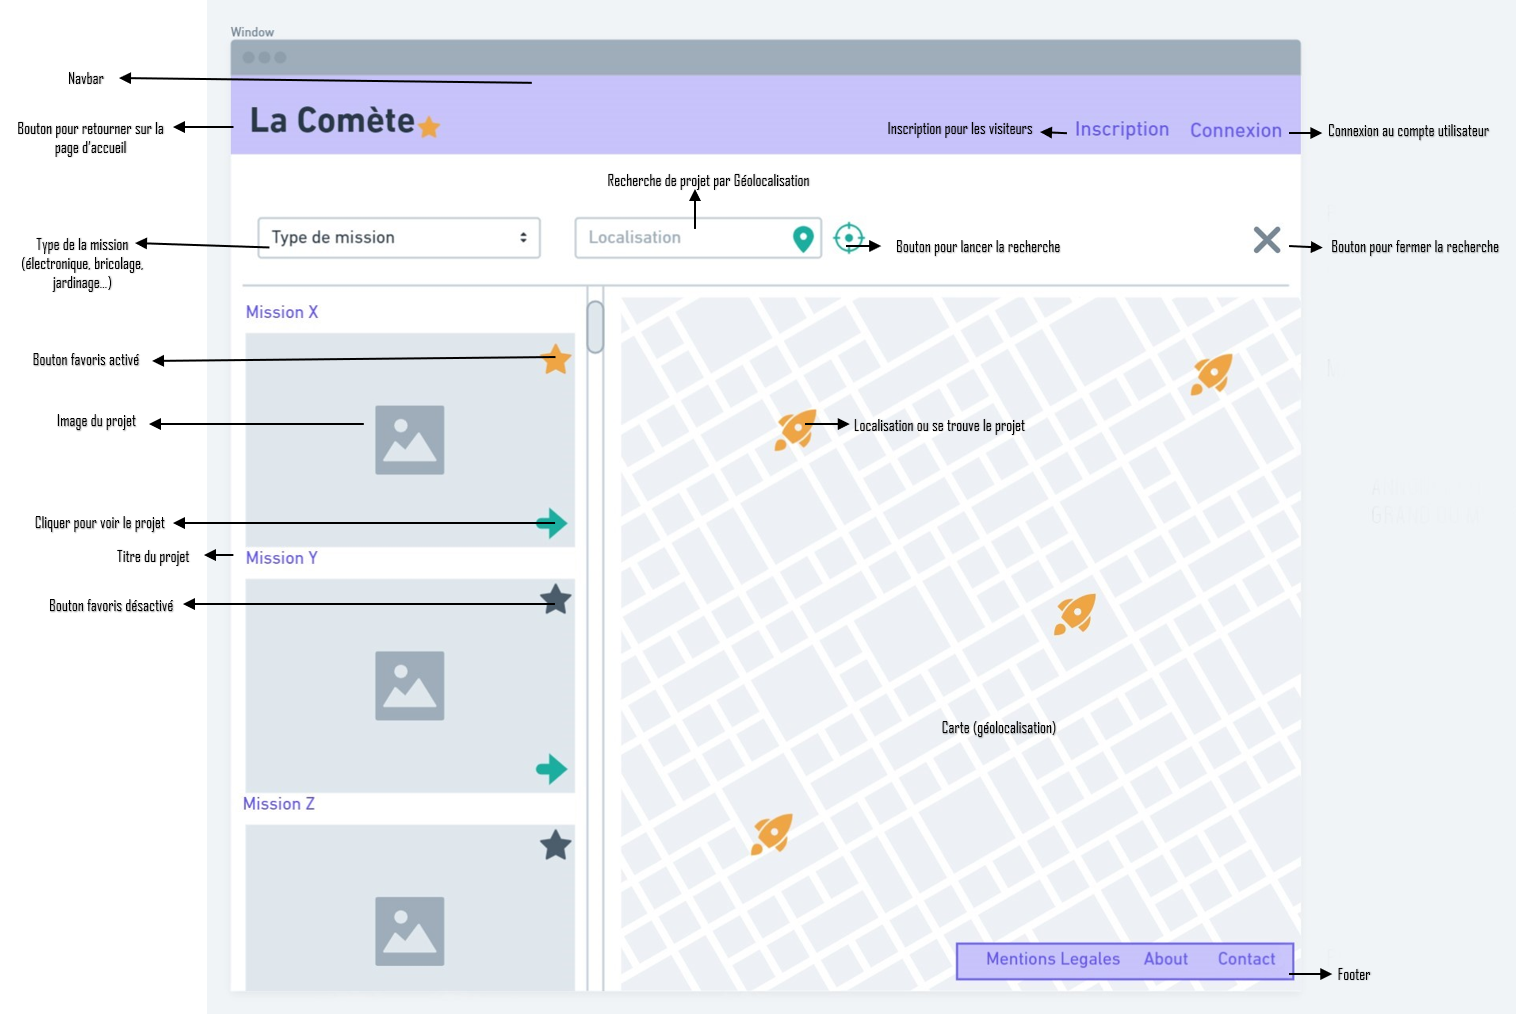 Window
Navbar
La Comète
Bouton pour retourner sur la
page d'accueil
Inscription pour les visiteurs
Inscription
Connexion
Connexion au compte utilisateur
Recherche de projet par Géolocalisation
Type de mission
Localisation
Type de la mission
(électronique, bricolage,
jardinage...)
Bouton pour lancer la recherche
Bouton pour fermer la recherche
Mission X
Bouton favoris activé
Image du projet
Localisation ou se trouve le projet
Cliquer pour voir le projet
Titre du projet
Mission Y
Bouton favoris désactivé
Carte (géolocalisation)
Mission Z
Mentions Legales
About
Contact
Footer